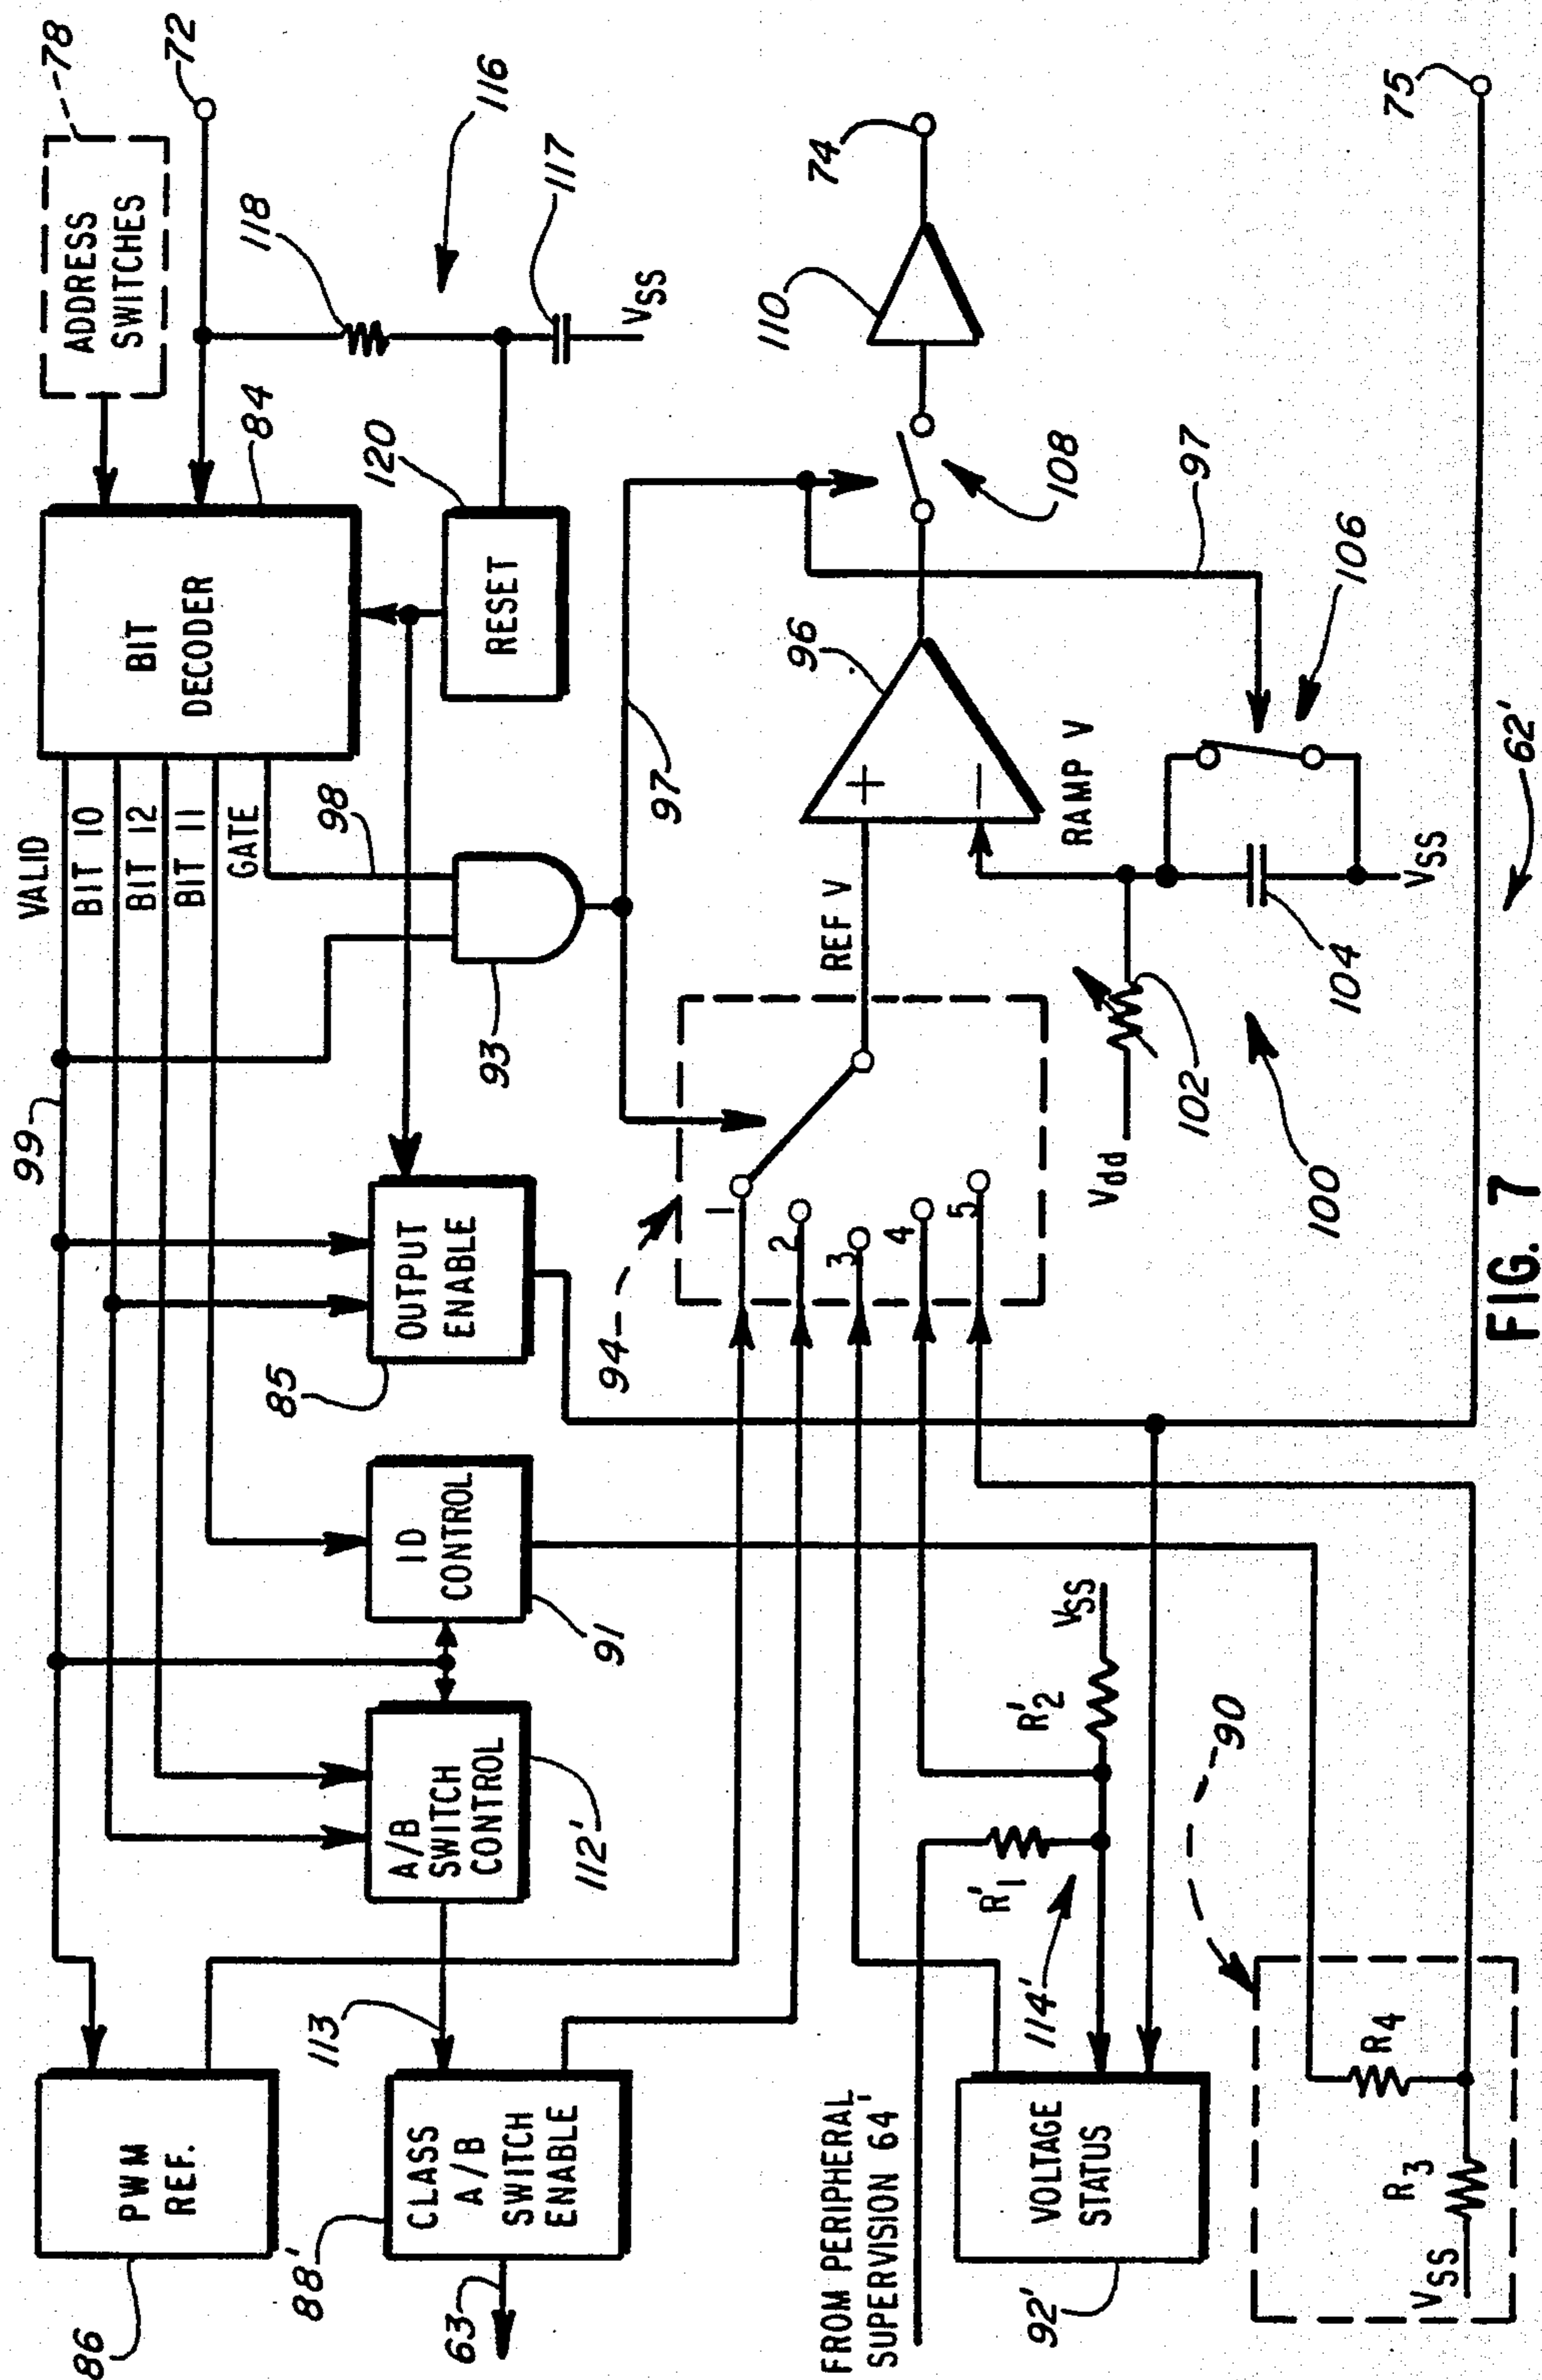 78
72
ADDRESS
SWITCHES
118
116
117
VSS
84
120
BIT
DECODER
RESET
VALID
BIT 10
BIT 12
BIT 11
GATE
98
99
93
97
74
110
108
97
75
96
106
+
−
REF V
RAMP V
VSS
104
102
Vdd
100
62'
94
1
2
3
4
5
OUTPUT
ENABLE
85
ID
CONTROL
91
A/B
SWITCH
CONTROL
112'
113
PWM
REF.
86
CLASS
A/B
SWITCH
ENABLE
88'
63
R'2
VSS
R'1
114'
90
FROM PERIPHERAL
SUPERVISION 64'
VOLTAGE
STATUS
92'
R4
R3
VSS
FIG. 7